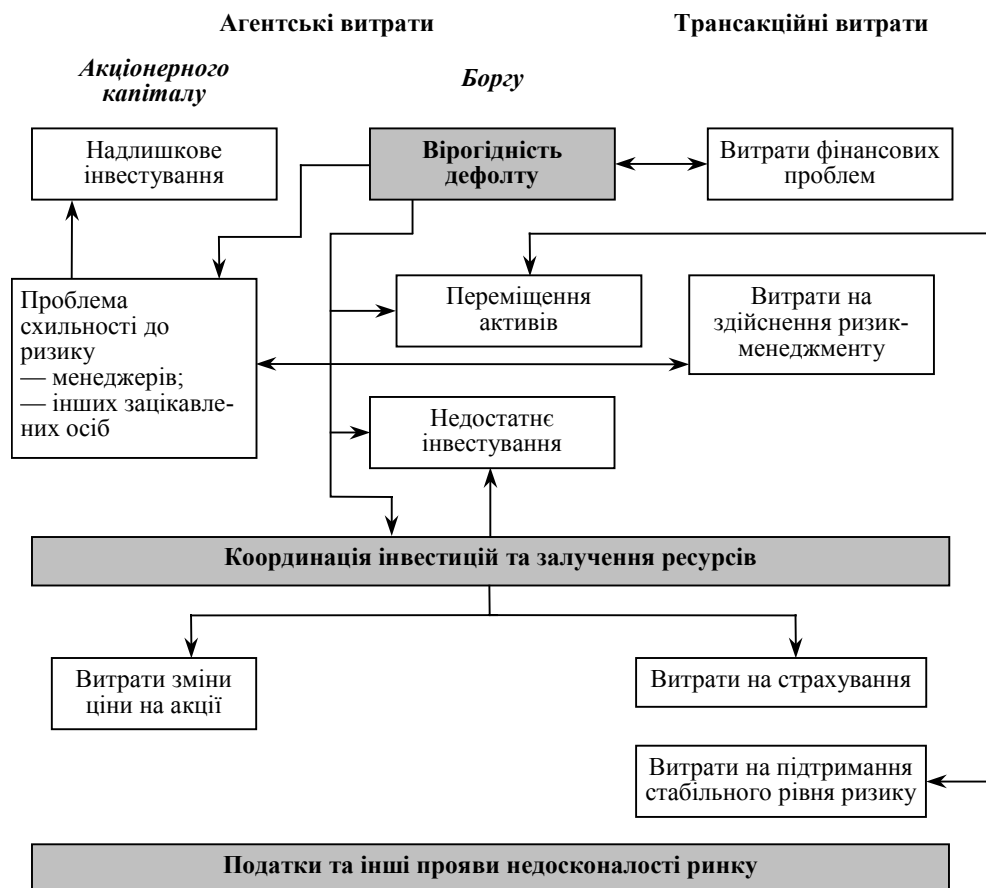 Агентські витрати
Трансакційні витрати
Акціонерного
капіталу
Боргу
Надлишкове
інвестування
Вірогідність
дефолту
Витрати фінансових
проблем
Проблема
схильності до
ризику
— менеджерів;
— інших зацікавле-
них осіб
Переміщення
активів
Витрати на
здійснення ризик-
менеджменту
Недостатнє
інвестування
Координація інвестицій та залучення ресурсів
Витрати зміни
ціни на акції
Витрати на страхування
Витрати на підтримання
стабільного рівня ризику
Податки та інші прояви недосконалості ринку